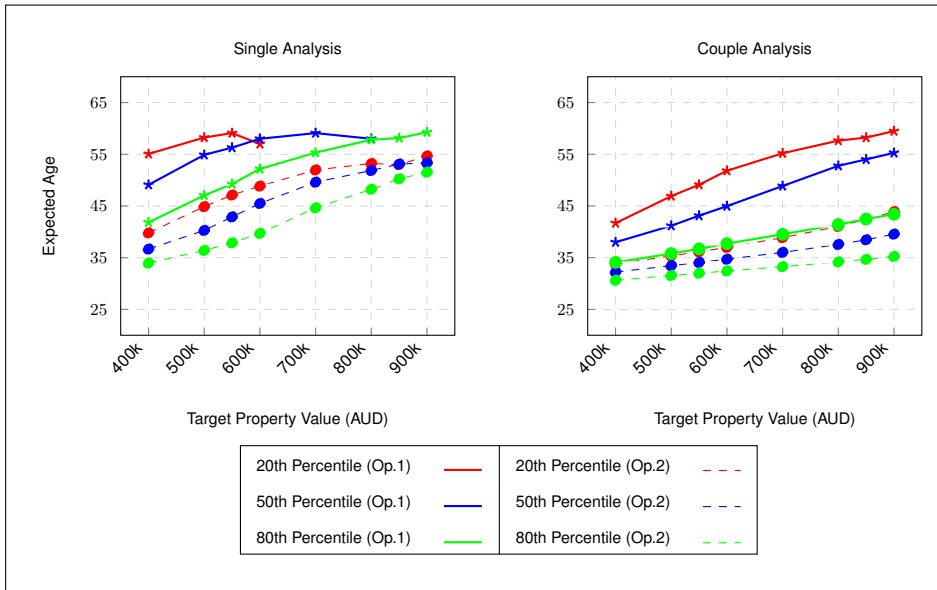 Single Analysis
Couple Analysis
65
55
45
35
25
65
55
45
35
25
Expected Age
400k
500k
600k
700k
800k
900k
400k
500k
600k
700k
800k
900k
Target Property Value (AUD)
Target Property Value (AUD)
20th Percentile (Op.1)
20th Percentile (Op.2)
50th Percentile (Op.1)
50th Percentile (Op.2)
80th Percentile (Op.1)
80th Percentile (Op.2)